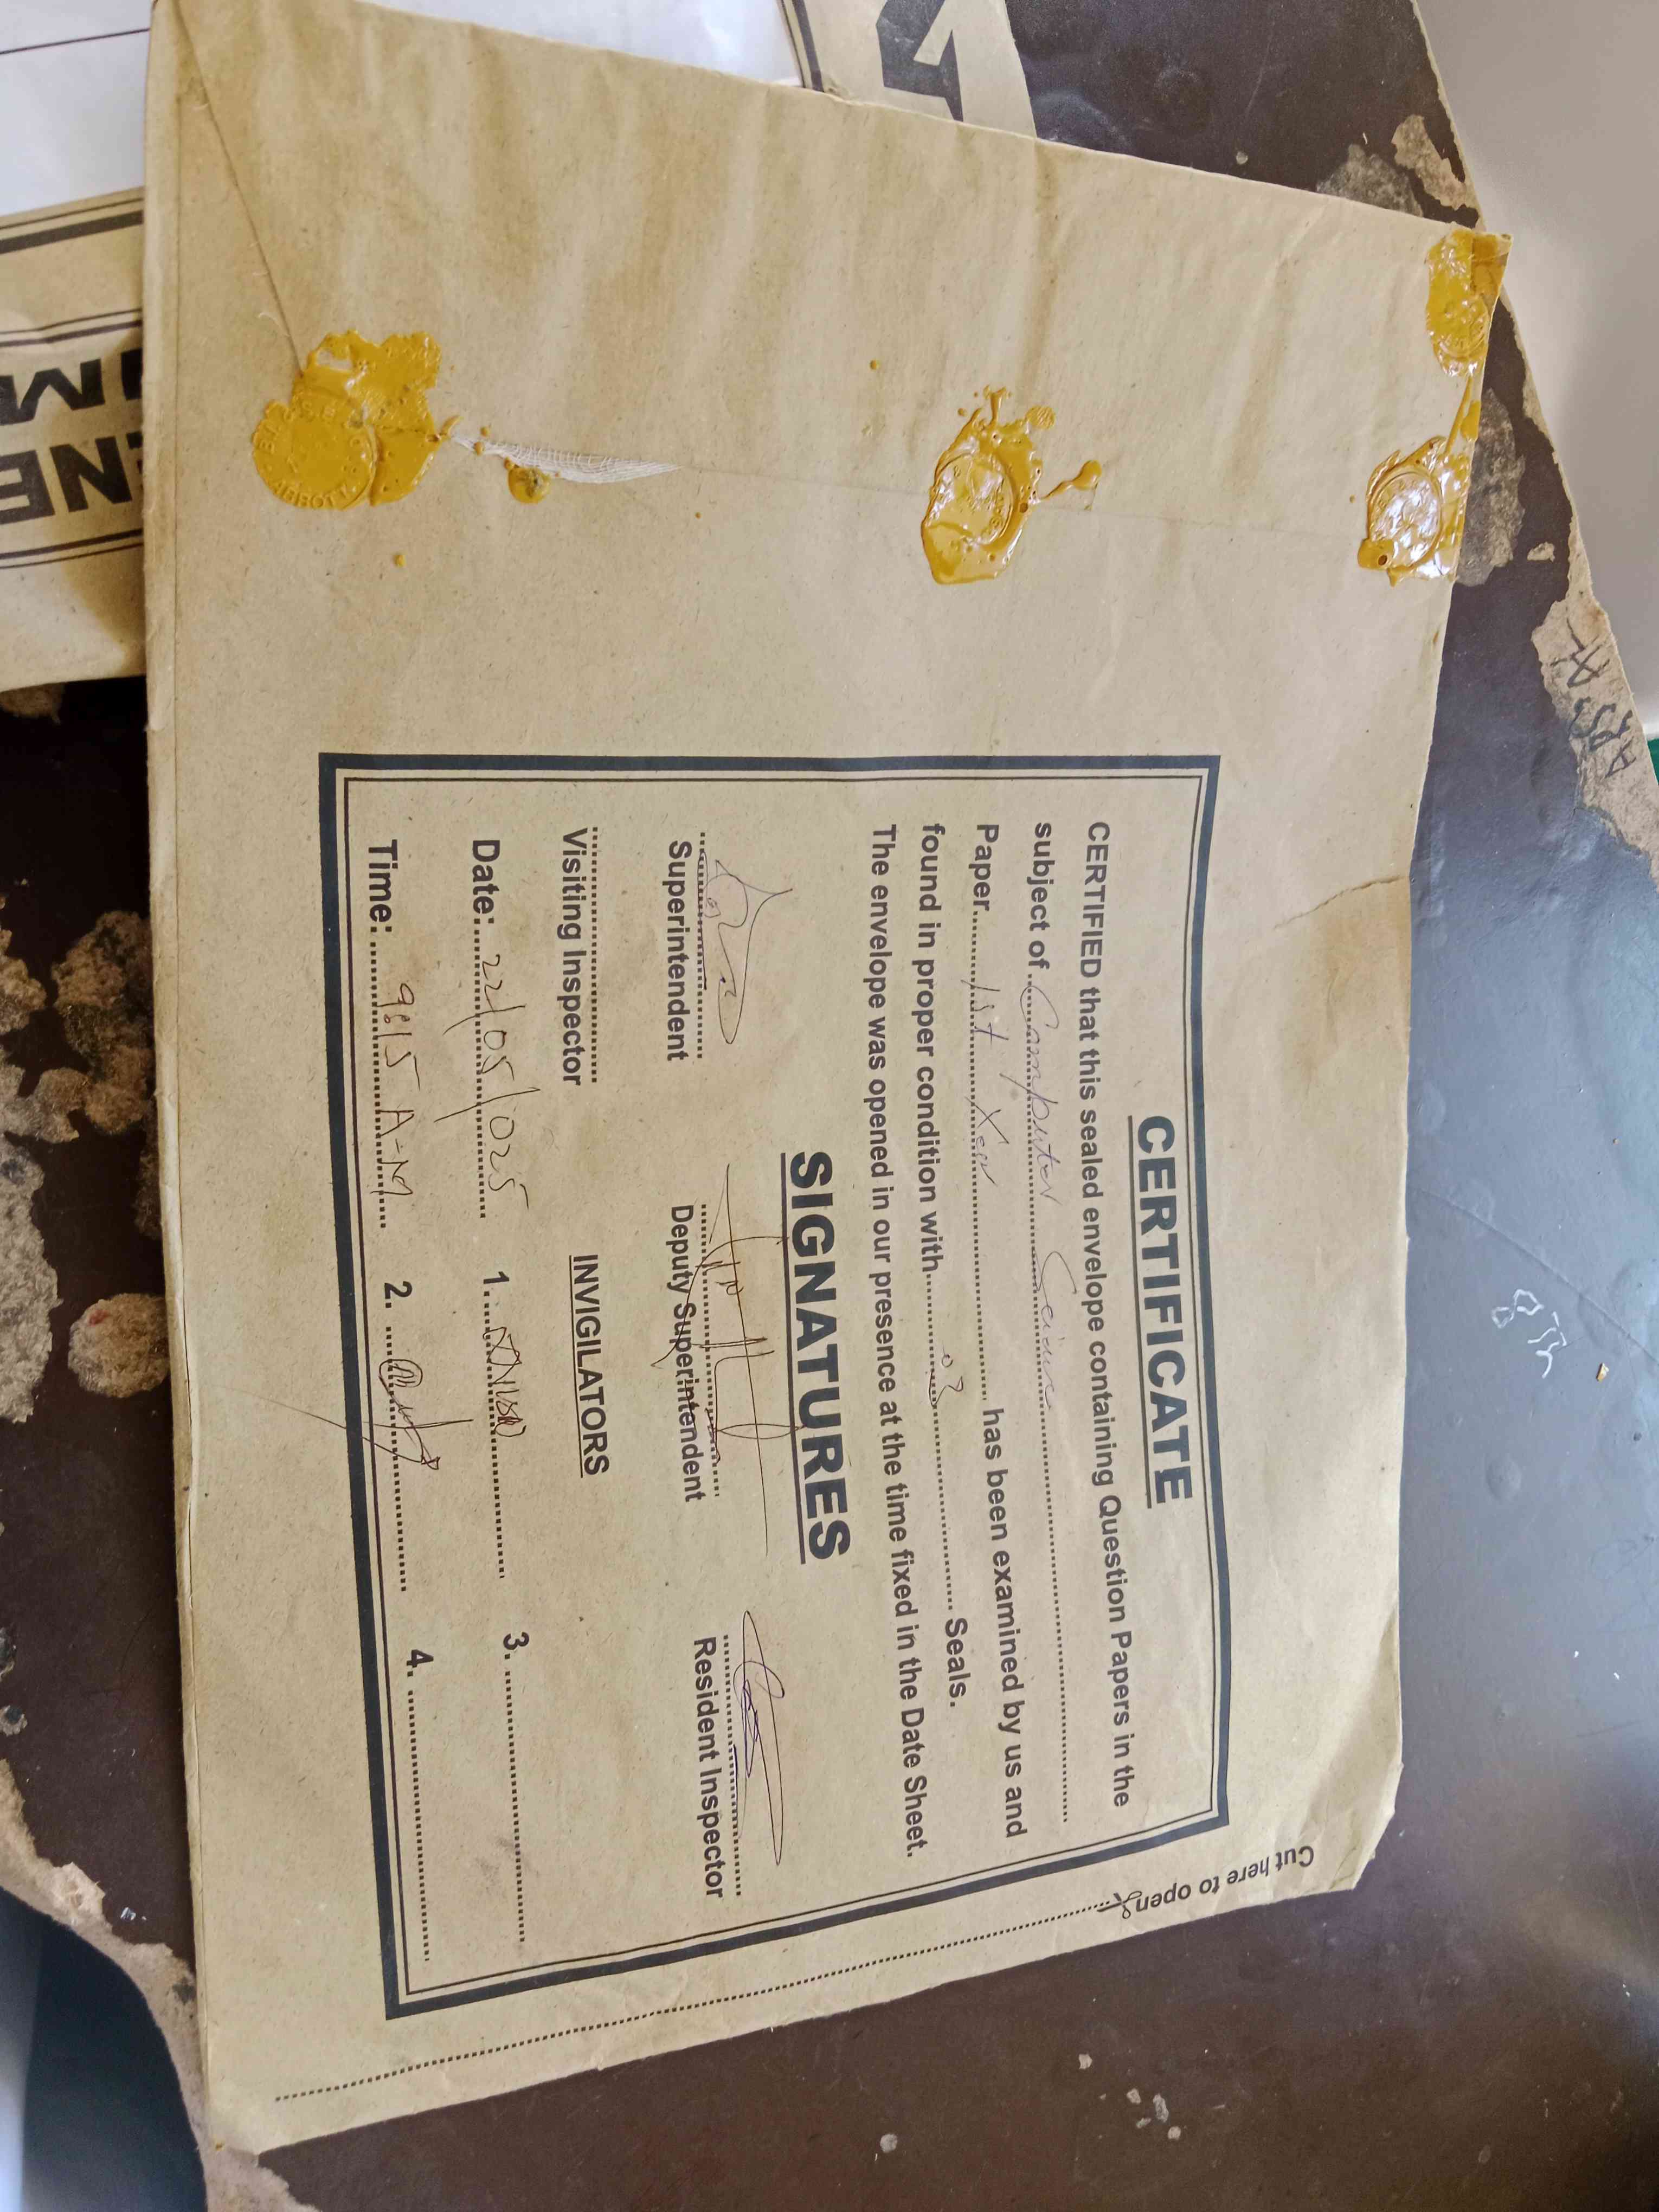 CERTIFICATE
CERTIFIED that this sealed envelope containing Question Papers in the
subject of Computer Science
Paper 1st Year has been examined by us and
found in proper condition with 03 Seals.
The envelope was opened in our presence at the time fixed in the Date Sheet.
SIGNATURES
Superintendent Deputy Superintendent Resident Inspector
Visiting Inspector INVIGILATORS
Date: 22/05/025 1. 3.
Time: 9:15 A-M 2. 4.
Cut here to open
8th
ARSAL